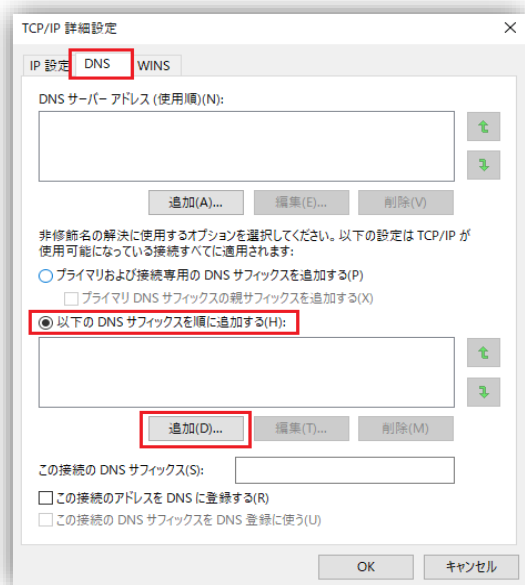 TCP/IP 詳細設定
IP 設定 DNS WINS
DNS サーバー アドレス (使用順)(N):
追加(A)... 編集(E)... 削除(V)
非修飾名の解決に使用するオプションを選択してください。以下の設定は TCP/IP が
使用可能になっている接続すべてに適用されます:
プライマリおよび接続専用の DNS サフィックスを追加する(P)
プライマリ DNS サフィックスの親サフィックスを追加する(X)
以下の DNS サフィックスを順に追加する(H):
追加(D)... 編集(T)... 削除(M)
この接続の DNS サフィックス(S):
この接続のアドレスを DNS に登録する(R)
この接続の DNS サフィックスを DNS 登録に使う(U)
OK キャンセル